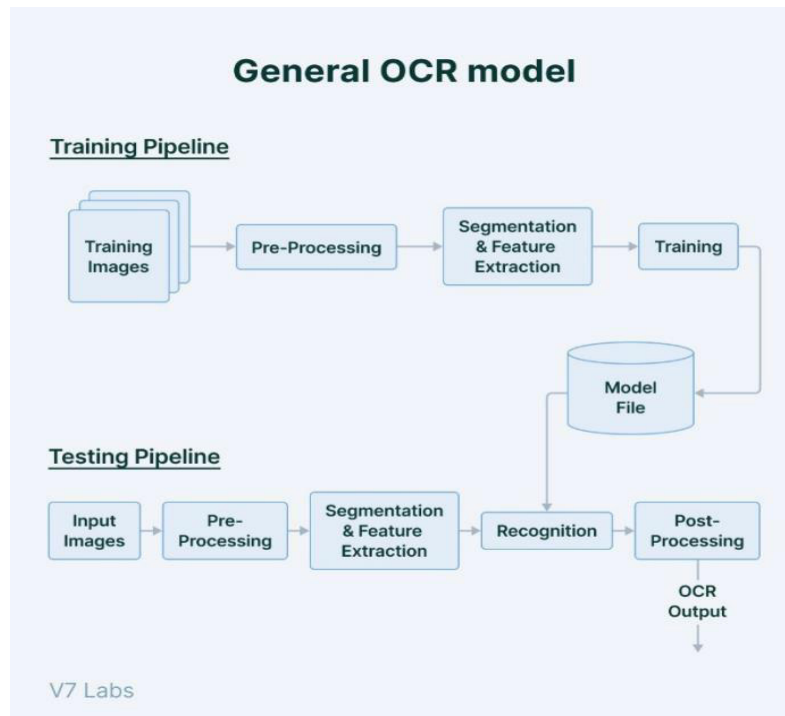 General OCR model
Training Pipeline
Training
Images
Pre-Processing
Segmentation
& Feature
Extraction
Training
Model
File
Testing Pipeline
Input
Images
Pre-
Processing
Segmentation
& Feature
Extraction
Recognition
Post-
Processing
OCR
Output
V7 Labs